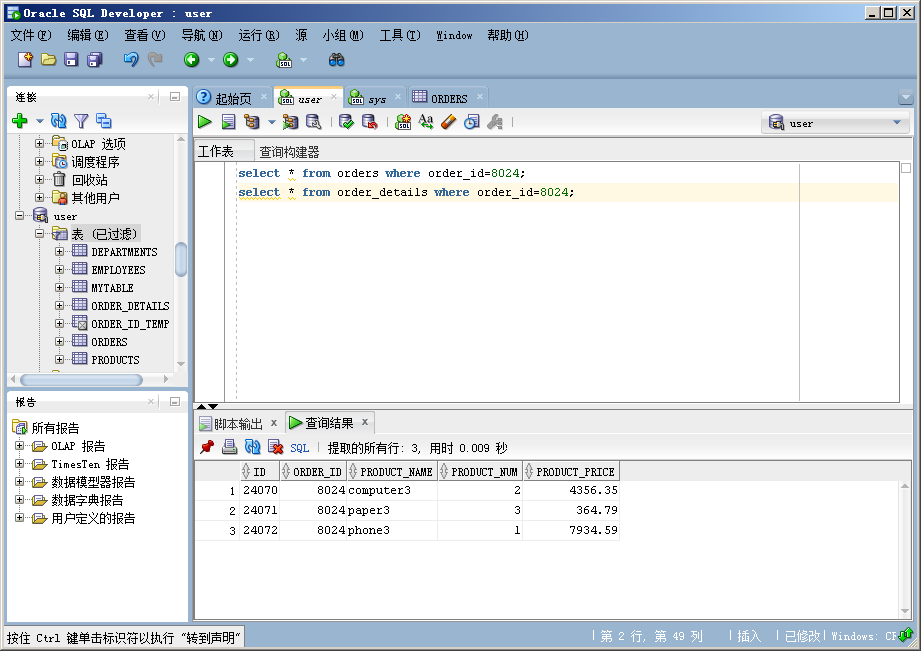 Oracle SQL Developer : user
文件(F) 编辑(E) 查看(V) 导航(N) 运行(R) 源 小组(M) 工具(T) Window 帮助(H)
连接
OLAP 选项
调度程序
回收站
其他用户
user
表 (已过滤)
DEPARTMENTS
EMPLOYEES
MYTABLE
ORDER_DETAILS
ORDER_ID_TEMP
ORDERS
PRODUCTS
报告
所有报告
OLAP 报告
TimesTen 报告
数据模型器报告
数据字典报告
用户定义的报告
起始页 user sys ORDERS
user
工作表 查询构建器
select * from orders where order_id=8024;
select * from order_details where order_id=8024;
脚本输出 查询结果
SQL 提取的所有行: 3, 用时 0.009 秒
ID ORDER_ID PRODUCT_NAME PRODUCT_NUM PRODUCT_PRICE
1 24070 8024 computer3 2 4356.35
2 24071 8024 paper3 3 364.79
3 24072 8024 phone3 1 7934.59
按住 Ctrl 键单击标识符以执行 "转到声明" 第 2 行, 第 49 列 插入 已修改 Windows: CR